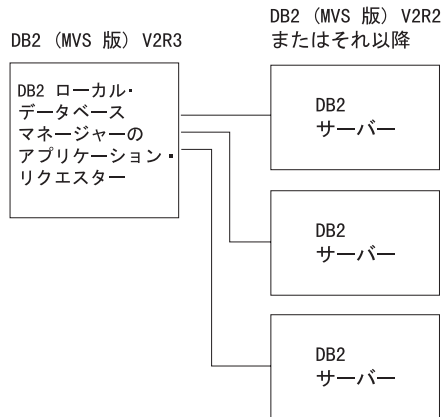 DB2 (MVS 版) V2R3
DB2 ローカル・
データベース
マネージャーの
アプリケーション・
リクエスター
DB2 (MVS 版) V2R2
またはそれ以降
DB2
サーバー
DB2
サーバー
DB2
サーバー